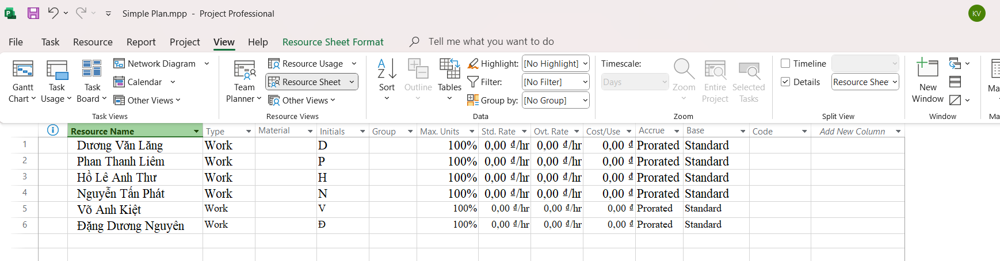 Simple Plan.mpp - Project Professional
KV
File Task Resource Report Project View Help Resource Sheet Format Tell me what you want to do
Network Diagram Resource Usage Highlight: [No Highlight] Timescale: Timeline
Calendar Resource Sheet Filter: [No Filter] Days Details Resource Shee
Gantt Chart Task Usage Task Board Other Views Team Planner Other Views Sort Outline Tables Group by: [No Group] Zoom Entire Project Selected Tasks New Window Ma
Task Views Resource Views Data Zoom Split View Window Ma
Resource Name Type Material Initials Group Max. Units Std. Rate Ovt. Rate Cost/Use Accrue Base Code Add New Column
1 Dương Văn Lăng Work D 100% 0,00 ₫/hr 0,00 ₫/hr 0,00 ₫ Prorated Standard
2 Phan Thanh Liêm Work P 100% 0,00 ₫/hr 0,00 ₫/hr 0,00 ₫ Prorated Standard
3 Hồ Lê Anh Thư Work H 100% 0,00 ₫/hr 0,00 ₫/hr 0,00 ₫ Prorated Standard
4 Nguyễn Tấn Phát Work N 100% 0,00 ₫/hr 0,00 ₫/hr 0,00 ₫ Prorated Standard
5 Võ Anh Kiệt Work V 100% 0,00 ₫/hr 0,00 ₫/hr 0,00 ₫ Prorated Standard
6 Đặng Dương Nguyên Work Đ 100% 0,00 ₫/hr 0,00 ₫/hr 0,00 ₫ Prorated Standard